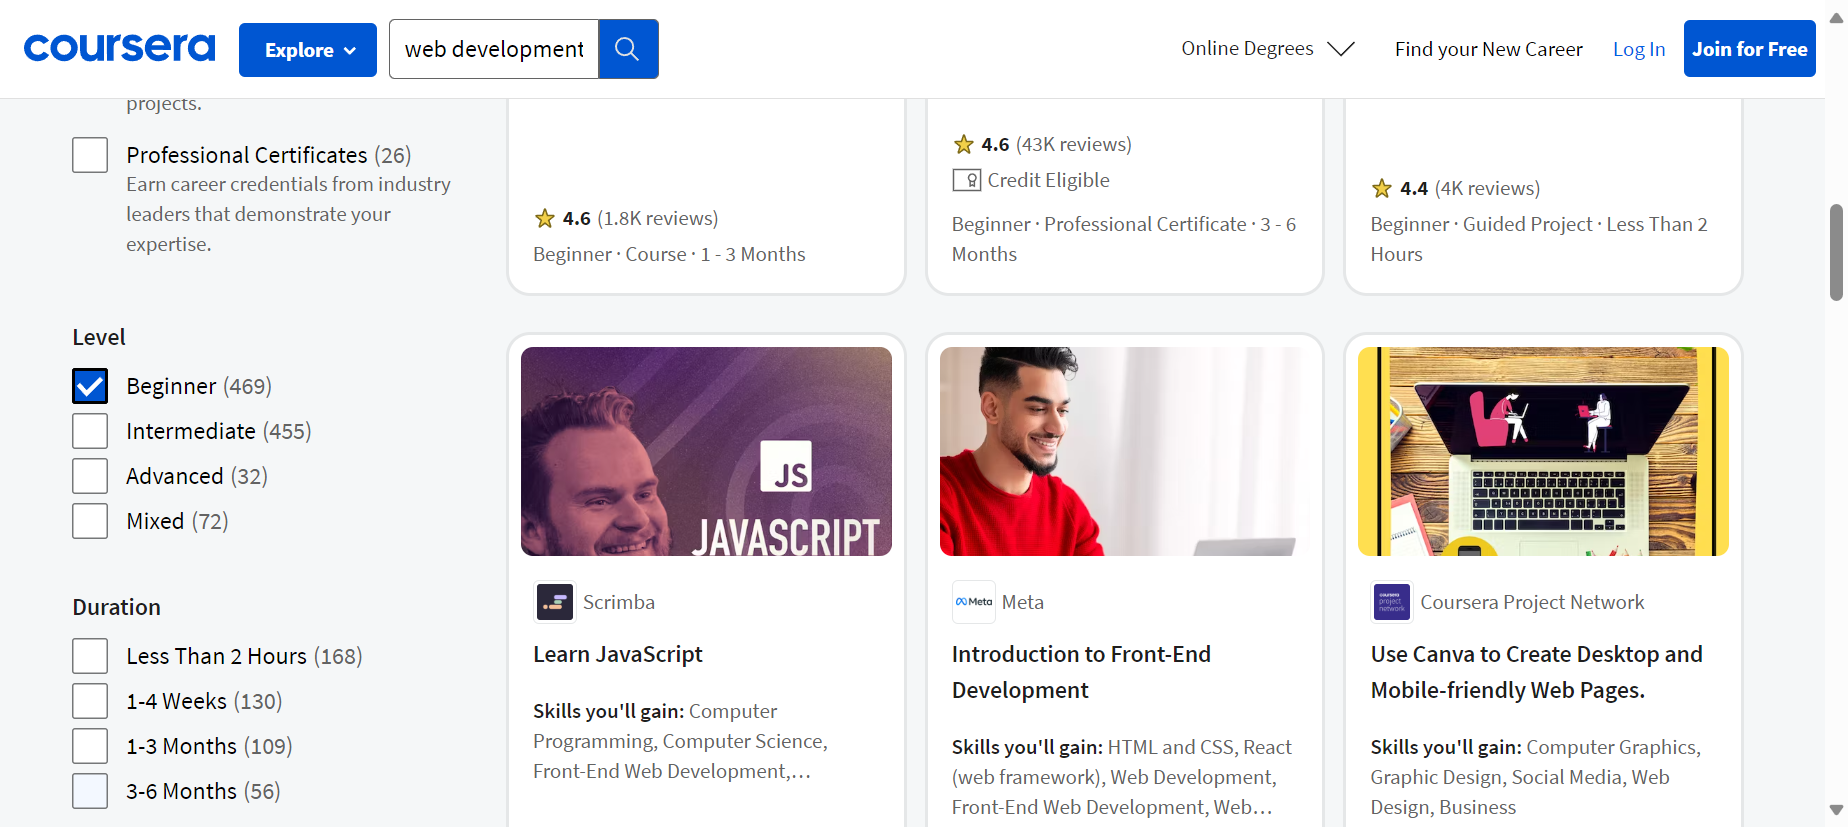 coursera
Explore
web development
Online Degrees
Find your New Career
Log In
Join for Free
projects.
Professional Certificates (26)
Earn career credentials from industry
leaders that demonstrate your
expertise.
Level
Beginner (469)
Intermediate (455)
Advanced (32)
Mixed (72)
Duration
Less Than 2 Hours (168)
1-4 Weeks (130)
1-3 Months (109)
3-6 Months (56)
4.6 (1.8K reviews)
Beginner · Course · 1 - 3 Months
4.6 (43K reviews)
Credit Eligible
Beginner · Professional Certificate · 3 - 6
Months
4.4 (4K reviews)
Beginner · Guided Project · Less Than 2
Hours
JS
JAVASCRIPT
Scrimba
Learn JavaScript
Skills you'll gain: Computer
Programming, Computer Science,
Front-End Web Development,...
Meta
Meta
Introduction to Front-End
Development
Skills you'll gain: HTML and CSS, React
(web framework), Web Development,
Front-End Web Development, Web...
coursera
project
network
Coursera Project Network
Use Canva to Create Desktop and
Mobile-friendly Web Pages.
Skills you'll gain: Computer Graphics,
Graphic Design, Social Media, Web
Design, Business